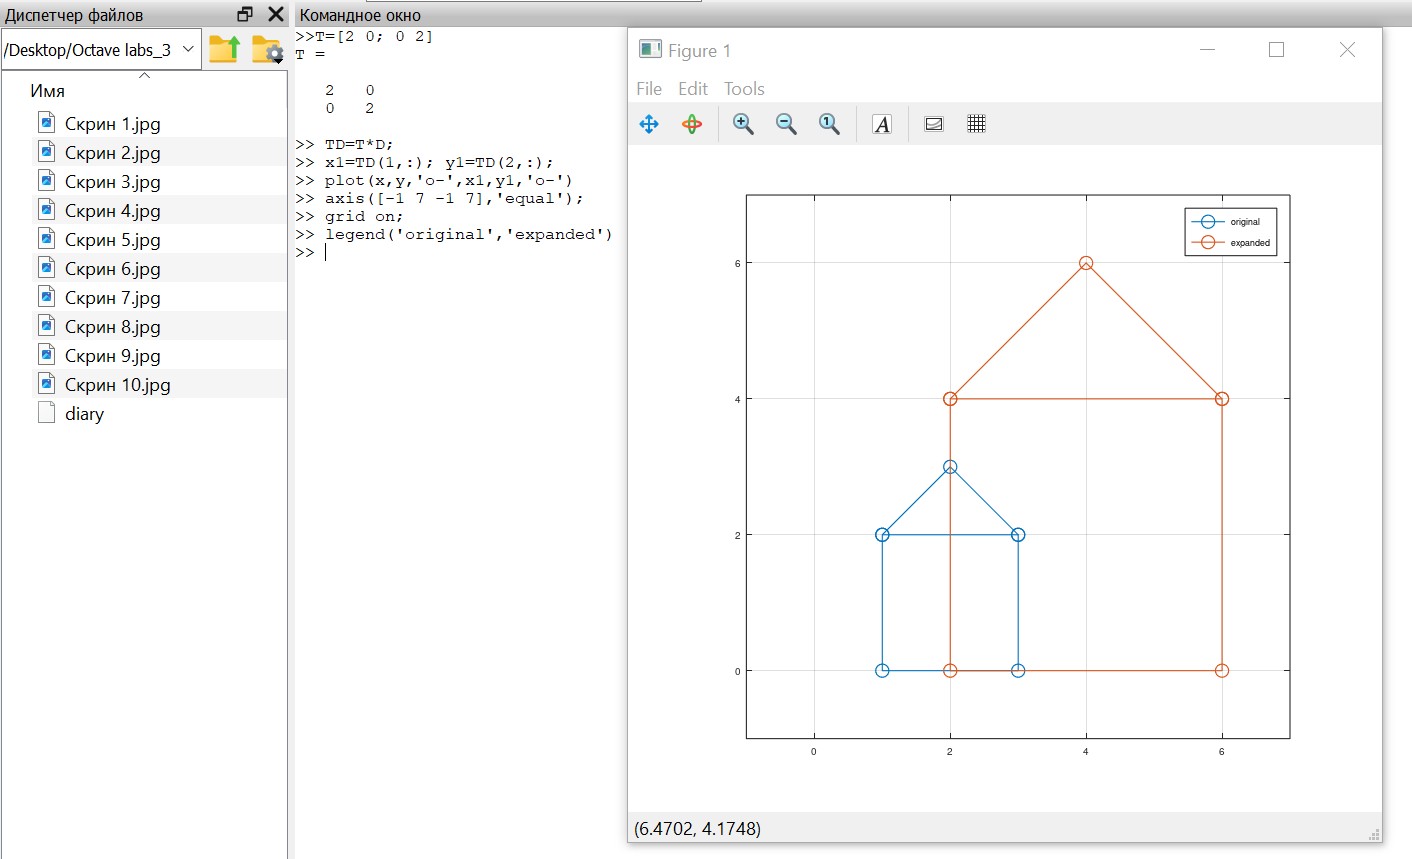 Диспетчер файлов
/Desktop/Octave labs_3
Имя
Скрин 1.jpg
Скрин 2.jpg
Скрин 3.jpg
Скрин 4.jpg
Скрин 5.jpg
Скрин 6.jpg
Скрин 7.jpg
Скрин 8.jpg
Скрин 9.jpg
Скрин 10.jpg
diary
Командное окно
>>T=[2 0; 0 2]
T =
2 0
0 2
>> TD=T*D;
>> x1=TD(1,:); y1=TD(2,:);
>> plot(x,y,'o-',x1,y1,'o-')
>> axis([-1 7 -1 7],'equal');
>> grid on;
>> legend('original','expanded')
>>
Figure 1
File Edit Tools
1 A
original
expanded
6
4
2
0
0 2 4 6
(6.4702, 4.1748)